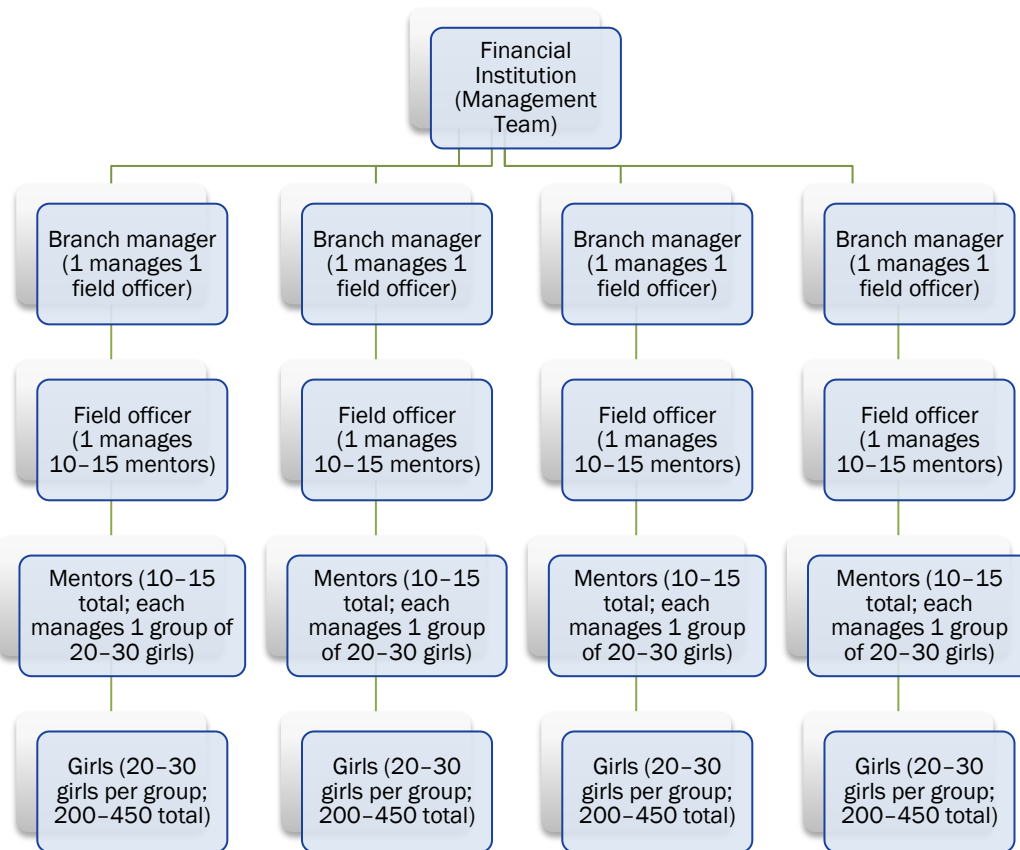 Financial
Institution
(Management
Team)
Branch manager
(1 manages 1
field officer)
Branch manager
(1 manages 1
field officer)
Branch manager
(1 manages 1
field officer)
Branch manager
(1 manages 1
field officer)
Field officer
(1 manages
10–15 mentors)
Field officer
(1 manages
10–15 mentors)
Field officer
(1 manages
10–15 mentors)
Field officer
(1 manages
10–15 mentors)
Mentors (10–15
total; each
manages 1 group of
20–30 girls)
Mentors (10–15
total; each
manages 1 group
of 20–30 girls)
Mentors (10–15
total; each
manages 1 group
of 20–30 girls)
Mentors (10–15
total; each
manages 1 group
of 20–30 girls)
Girls (20–30
girls per group;
200–450 total)
Girls (20–30
girls per group;
200–450 total)
Girls (20–30
girls per group;
200–450 total)
Girls (20–30
girls per group;
200–450 total)